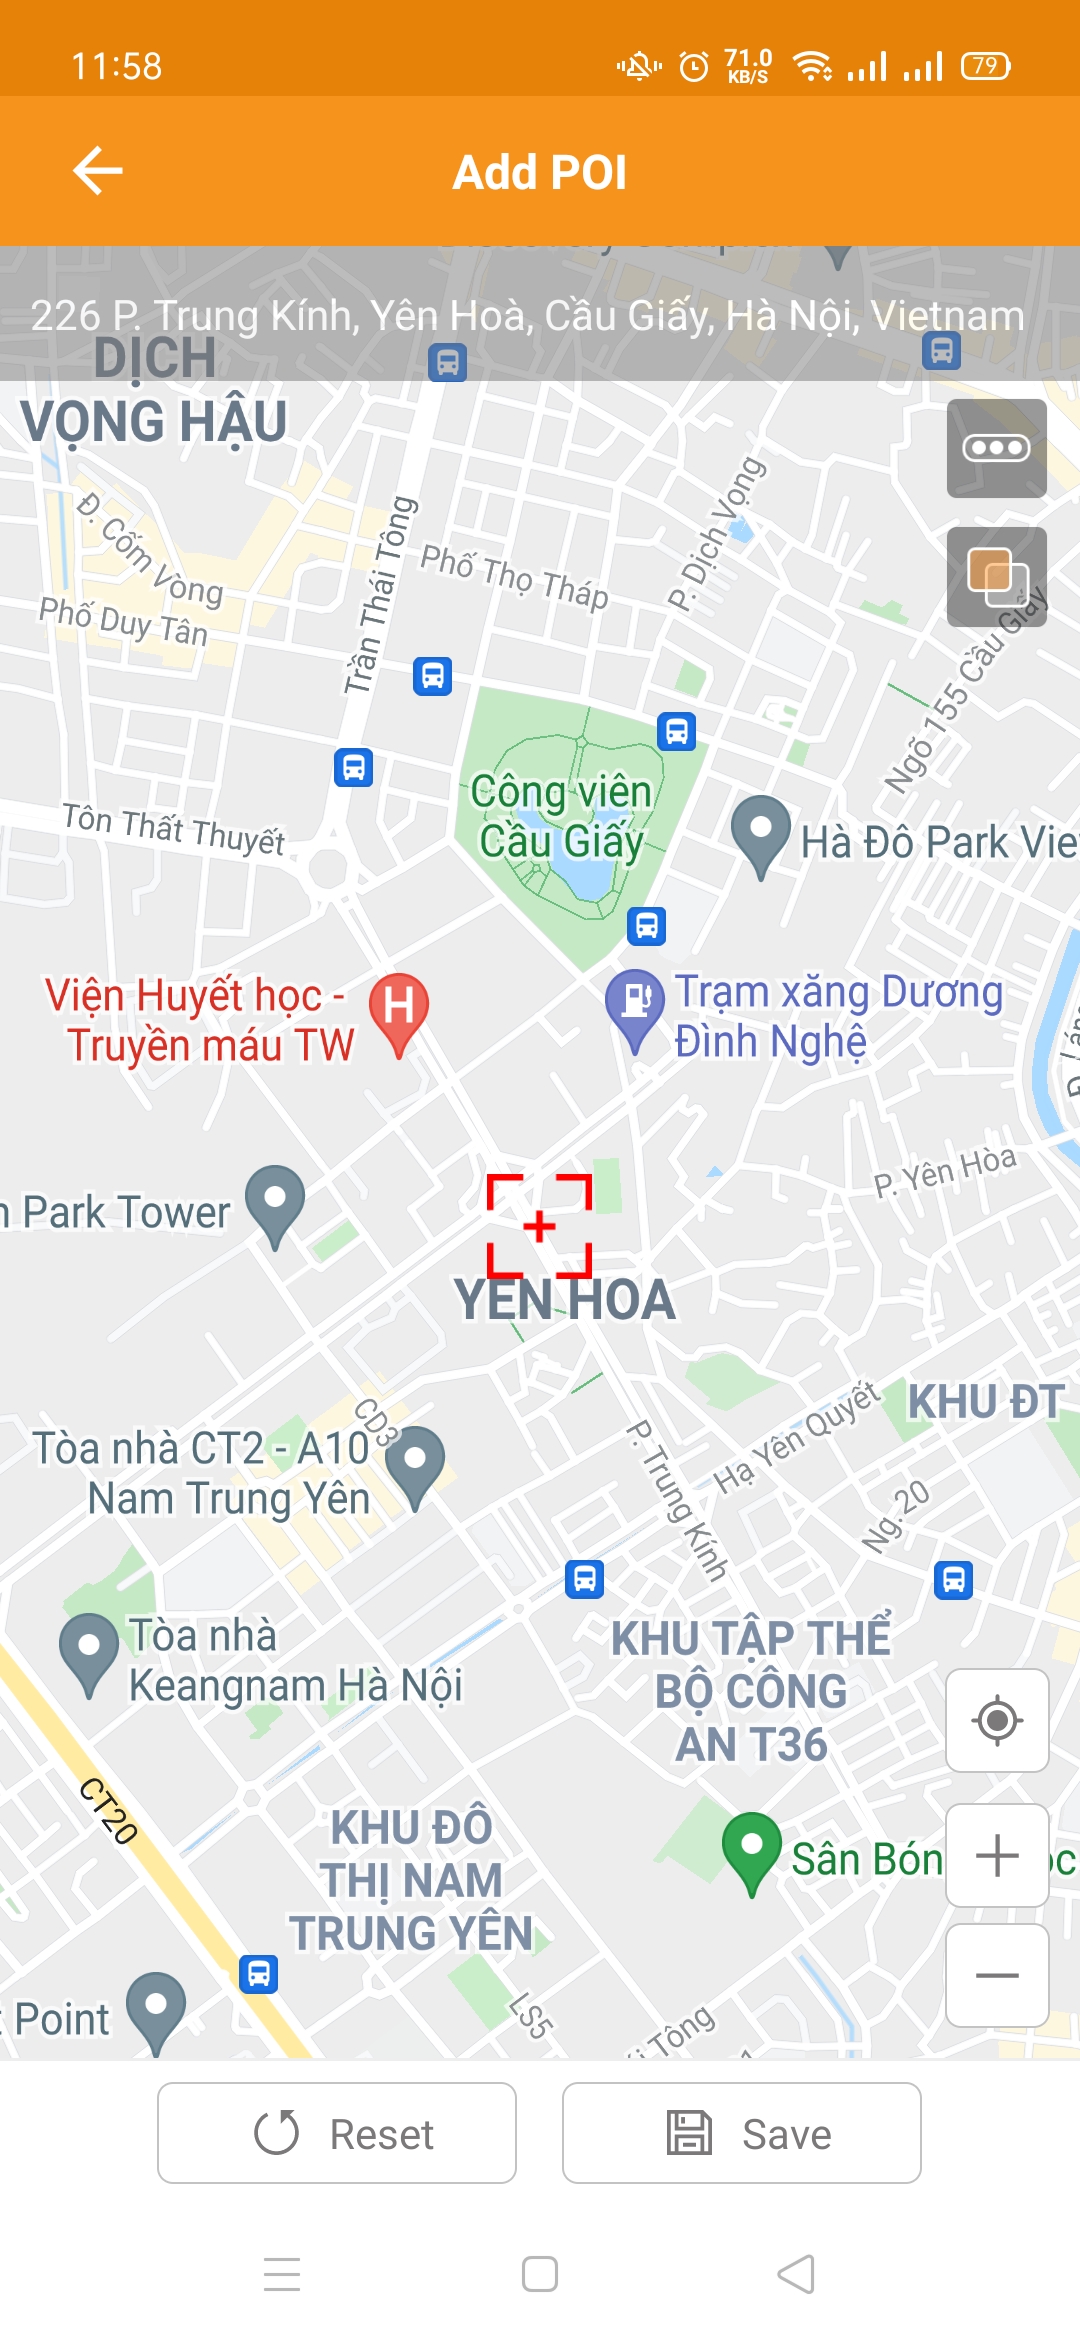 11:58
71.0
KB/S
79
Add POI
226 P. Trung Kính, Yên Hoà, Cầu Giấy, Hà Nội, Vietnam
DỊCH
VỌNG HẬU
Đ. Cốm Vòng
Phố Duy Tân
Trần Thái Tông
Phố Thọ Tháp
P. Dịch Vọng
Ngõ 155 Cầu Giấy
Tôn Thất Thuyết
Công viên
Cầu Giấy
Hà Đô Park Vie
Viện Huyết học -
Truyền máu TW
H
Trạm xăng Dương
Đình Nghệ
P. Yên Hòa
Park Tower
YÊN HOA
KHU ĐT
CD3
Tòa nhà CT2 - A10
Nam Trung Yên
P. Trung Kính
Hạ Yên Quyết
Ng. 20
Tòa nhà
Keangnam Hà Nội
KHU TẬP THỂ
BỘ CÔNG
AN T36
CT20
KHU ĐÔ
THỊ NAM
TRUNG YÊN
Sân Bón
Point
LS5
Tông
Reset
Save